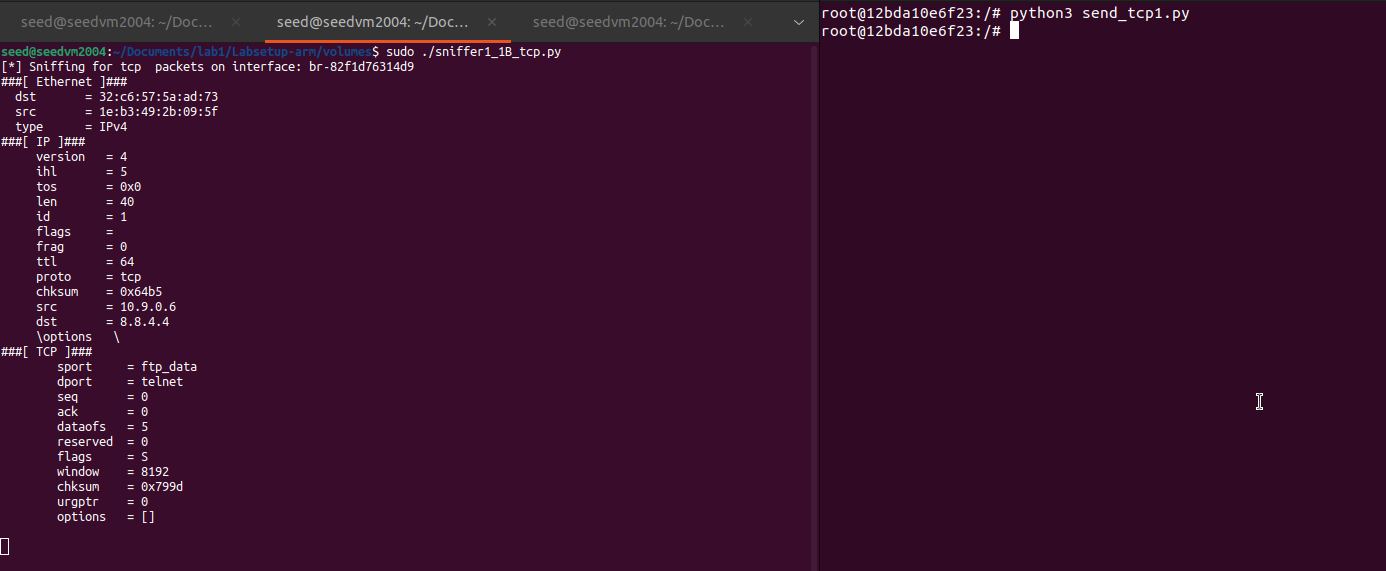 seed@seedvm2004: ~/Doc...
seed@seedvm2004: ~/Doc...
seed@seedvm2004: ~/Doc...
seed@seedvm2004:~/Documents/lab1/Labsetup-arm/volumes$ sudo ./sniffer1_1B_tcp.py
[*] Sniffing for tcp  packets on interface: br-82f1d76314d9
###[ Ethernet ]###
  dst       = 32:c6:57:5a:ad:73
  src       = 1e:b3:49:2b:09:5f
  type      = IPv4
###[ IP ]###
     version   = 4
     ihl       = 5
     tos       = 0x0
     len       = 40
     id        = 1
     flags     =
     frag      = 0
     ttl       = 64
     proto     = tcp
     chksum    = 0x64b5
     src       = 10.9.0.6
     dst       = 8.8.4.4
     \options   \
###[ TCP ]###
        sport     = ftp_data
        dport     = telnet
        seq       = 0
        ack       = 0
        dataofs   = 5
        reserved  = 0
        flags     = S
        window    = 8192
        chksum    = 0x799d
        urgptr    = 0
        options   = []
root@12bda10e6f23:/# python3 send_tcp1.py
root@12bda10e6f23:/#